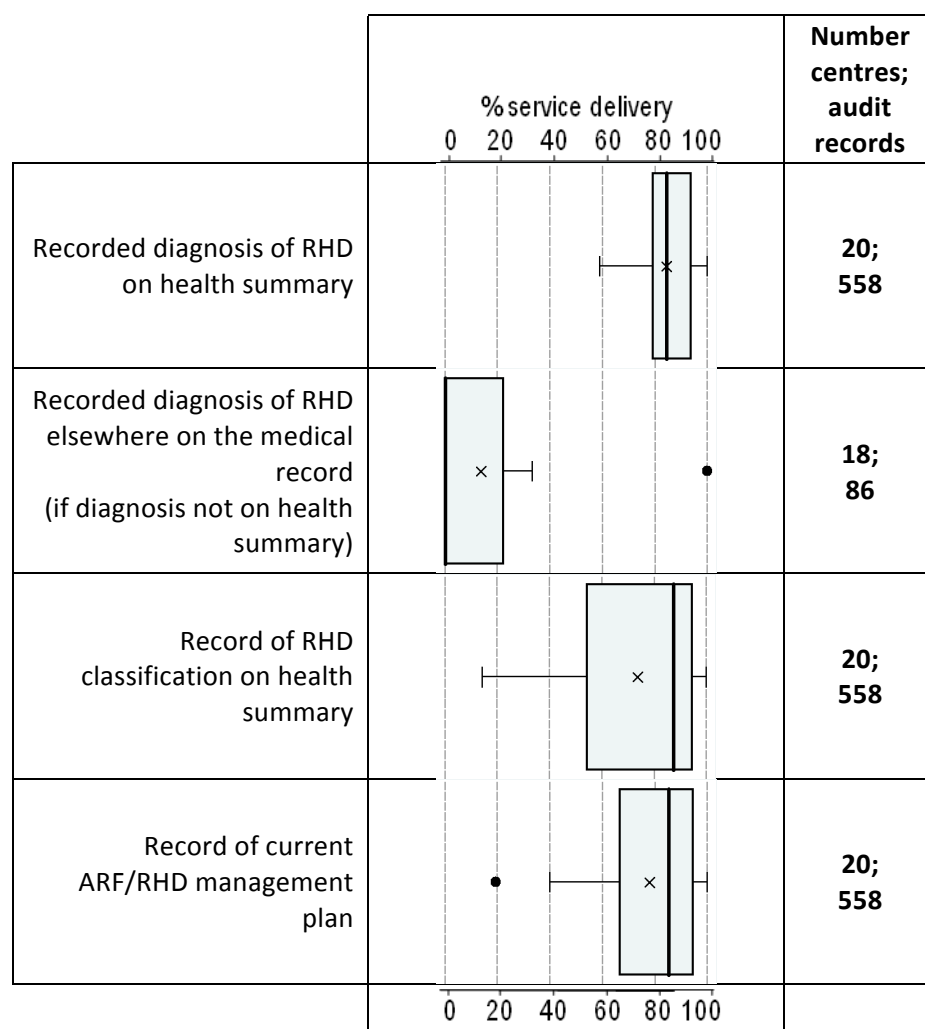 % service delivery
0 20 40 60 80 100
Number
centres;
audit
records
Recorded diagnosis of RHD
on health summary
20;
558
Recorded diagnosis of RHD
elsewhere on the medical
record
(if diagnosis not on health
summary)
18;
86
Record of RHD
classification on health
summary
20;
558
Record of current
ARF/RHD management
plan
20;
558
0 20 40 60 80 100